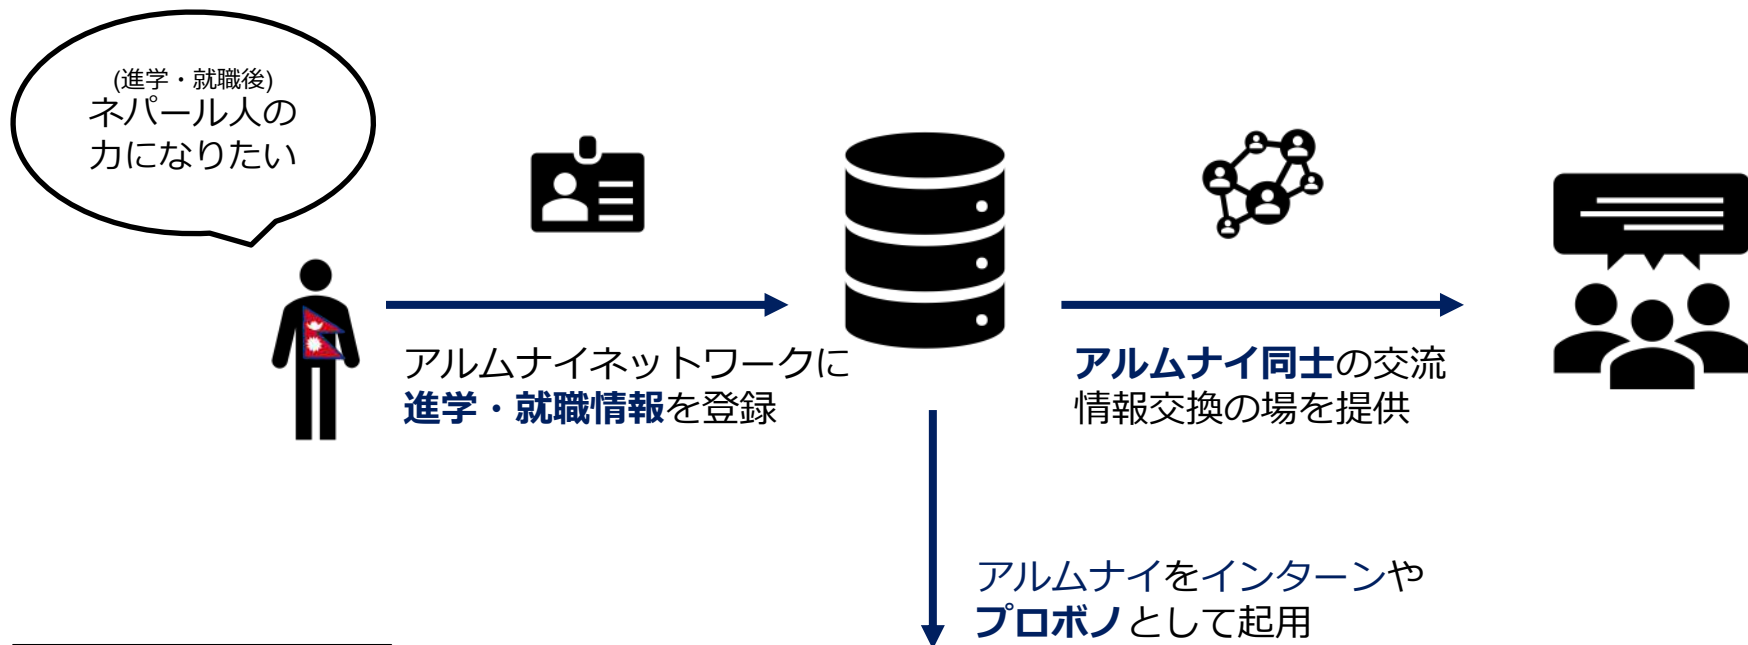 (進学・就職後)
ネパール人の
力になりたい
アルムナイネットワークに
進学・就職情報を登録
アルムナイ同士の交流
情報交換の場を提供
アルムナイをインターンや
プロボノとして起用